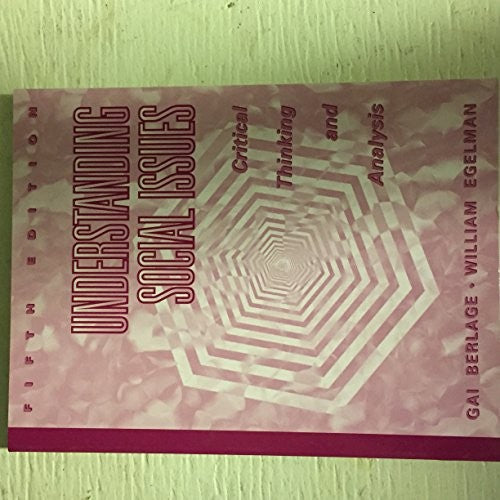 FIFTH EDITION
UNDERSTANDING
SOCIAL ISSUES
Critical
Thinking
and
Analysis
GAI BERLAGE • WILLIAM EGELMAN